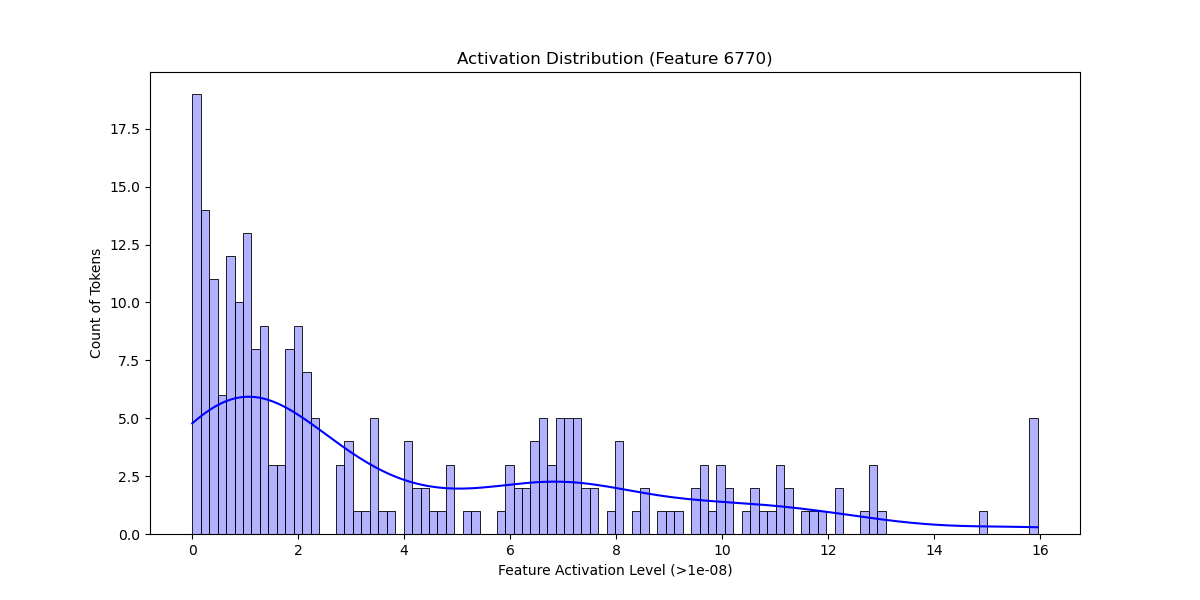 Activation Distribution (Feature 6770)
17.5
15.0
12.5
10.0
7.5
5.0
2.5
0.0
Count of Tokens
0 2 4 6 8 10 12 14 16
Feature Activation Level (>1e-08)